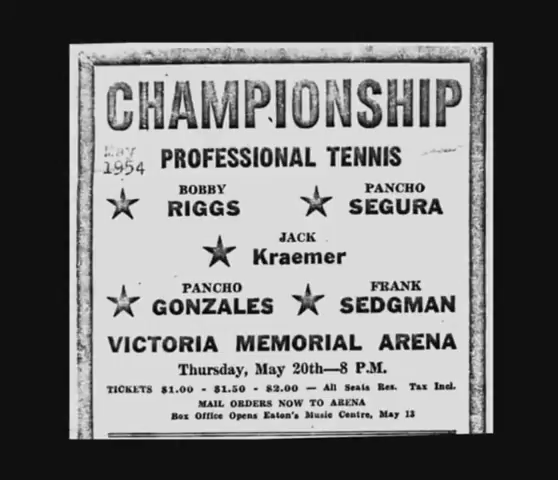 CHAMPIONSHIP
PROFESSIONAL TENNIS
MAY
1954
BOBBY
RIGGS
PANCHO
SEGURA
JACK
Kraemer
PANCHO
GONZALES
FRANK
SEDGMAN
VICTORIA MEMORIAL ARENA
Thursday, May 20th—8 P.M.
TICKETS $1.00 - $1.50 - $2.00 — All Seats Res. Tax Incl.
MAIL ORDERS NOW TO ARENA
Box Office Opens Eaton's Music Centre, May 13